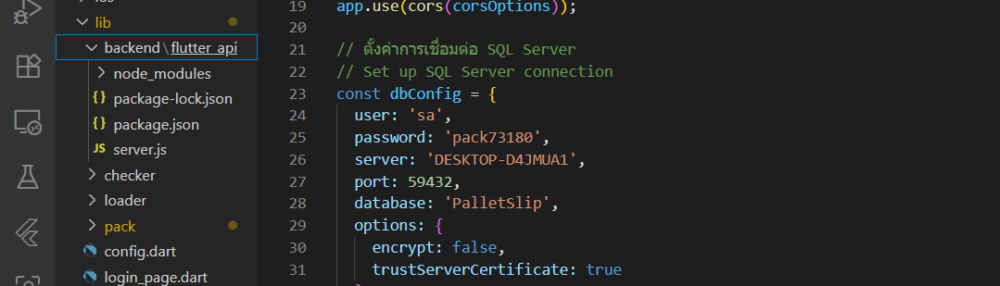 lib
backend\flutter_api
node_modules
package-lock.json
package.json
JS server.js
checker
loader
pack
config.dart
login_page.dart
19 app.use(cors(corsOptions));
20
21 // ตั้งค่าการเชื่อมต่อ SQL Server
22 // Set up SQL Server connection
23 const dbConfig = {
24 user: 'sa',
25 password: 'pack73180',
26 server: 'DESKTOP-D4JMUA1',
27 port: 59432,
28 database: 'PalletSlip',
29 options: {
30 encrypt: false,
31 trustServerCertificate: true